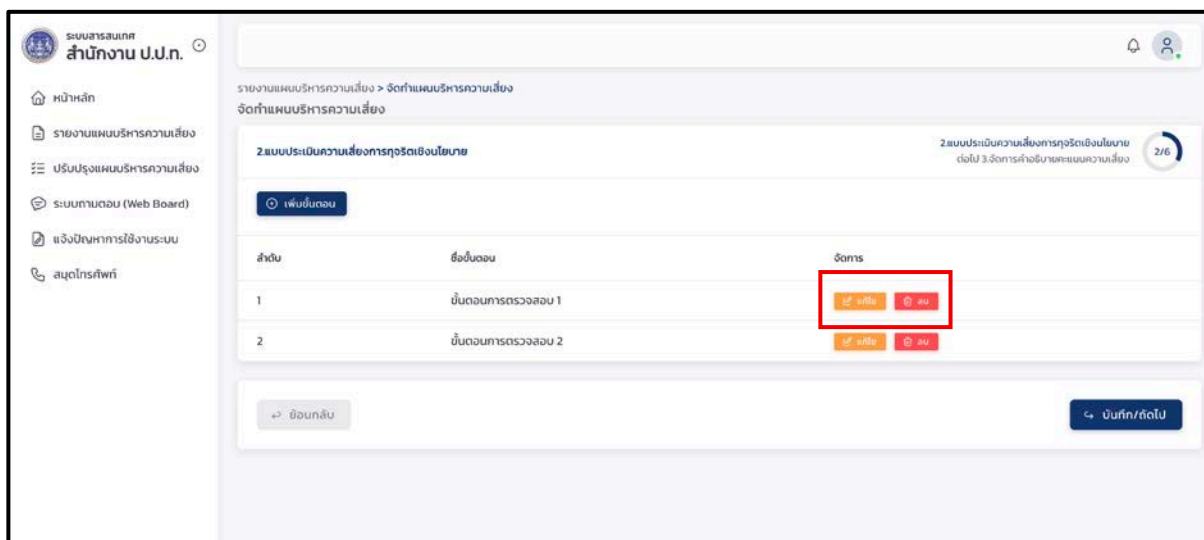 ระบบสารสนเทศ
สำนักงาน ป.ป.ท.
หน้าหลัก
รายงานแผนบริหารความเสี่ยง
ปรับปรุงแผนบริหารความเสี่ยง
ระบบถามตอบ (Web Board)
แจ้งปัญหาการใช้งานระบบ
สมุดโทรศัพท์
รายงานแผนบริหารความเสี่ยง > จัดทำแผนบริหารความเสี่ยง
จัดทำแผนบริหารความเสี่ยง
2.แบบประเมินความเสี่ยงการทุจริตเชิงนโยบาย
2.แบบประเมินความเสี่ยงการทุจริตเชิงนโยบาย
ต่อไป 3.จัดการคำอธิบายคะแนนความเสี่ยง
2/6
เพิ่มขั้นตอน
ลำดับ ชื่อขั้นตอน จัดการ
1 ขั้นตอนการตรวจสอบ 1 แก้ไข ลบ
2 ขั้นตอนการตรวจสอบ 2 แก้ไข ลบ
ย้อนกลับ
บันทึก/ถัดไป